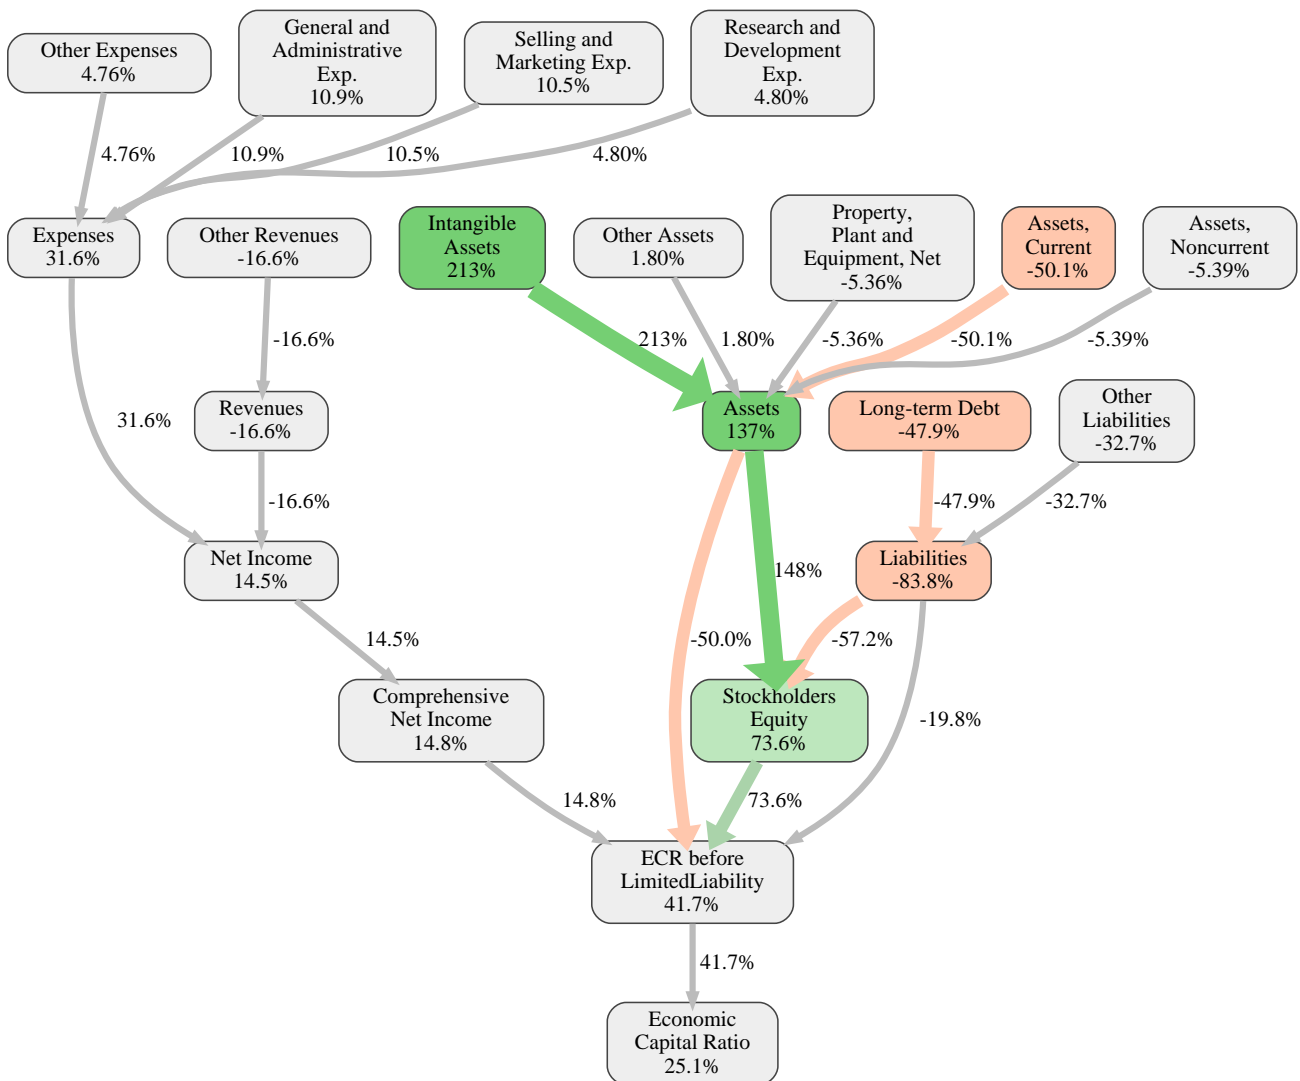 Other Expenses
4.76%
General and
Administrative
Exp.
10.9%
Selling and
Marketing Exp.
10.5%
Research and
Development
Exp.
4.80%
4.76%
10.9%
10.5%
4.80%
Expenses
31.6%
Other Revenues
-16.6%
Intangible
Assets
213%
Other Assets
1.80%
Property,
Plant and
Equipment, Net
-5.36%
Assets,
Current
-50.1%
Assets,
Noncurrent
-5.39%
-16.6%
213%
1.80%
-5.36%
-50.1%
-5.39%
31.6%
Revenues
-16.6%
Assets
137%
Long-term Debt
-47.9%
Other
Liabilities
-32.7%
-16.6%
-47.9%
-32.7%
Net Income
14.5%
148%
Liabilities
-83.8%
14.5%
-50.0%
-57.2%
Comprehensive
Net Income
14.8%
Stockholders
Equity
73.6%
-19.8%
14.8%
73.6%
ECR before
LimitedLiability
41.7%
41.7%
Economic
Capital Ratio
25.1%